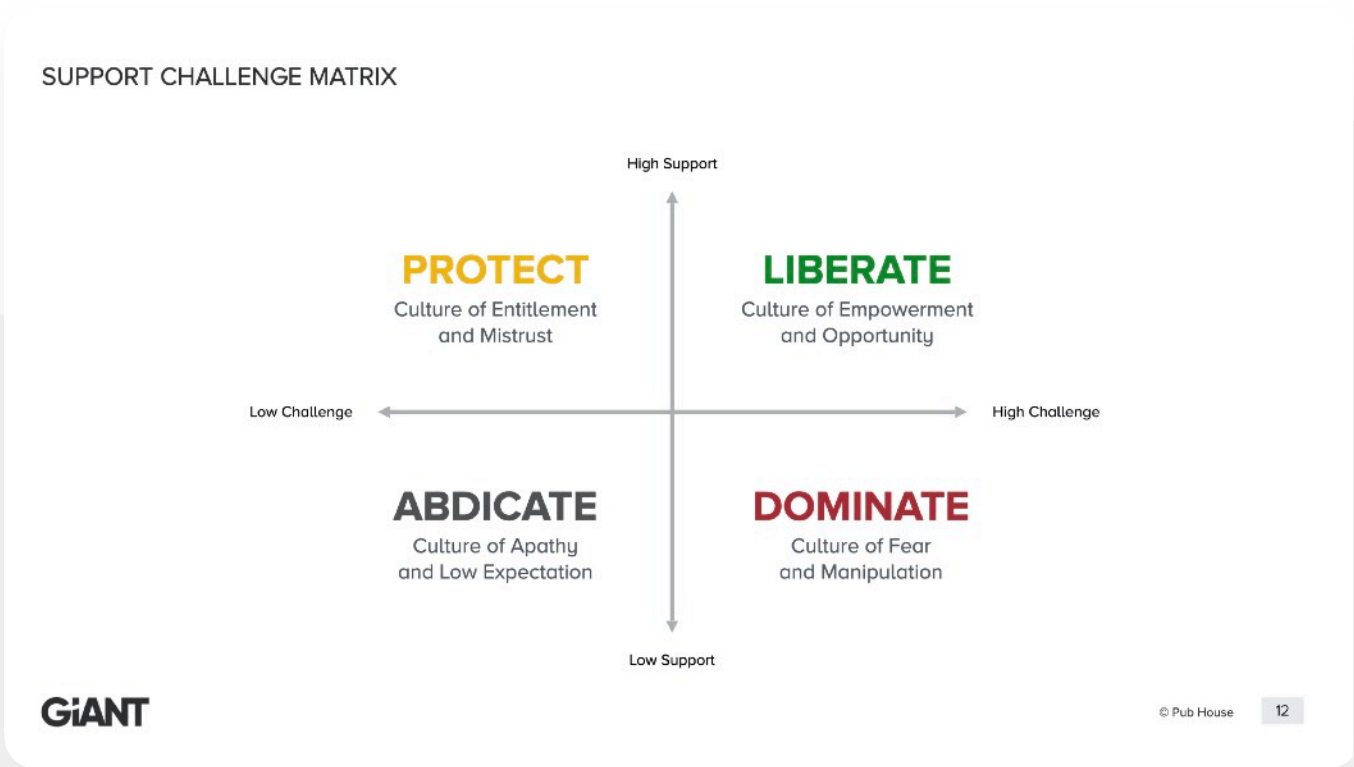 SUPPORT CHALLENGE MATRIX
High Support
PROTECT
Culture of Entitlement
and Mistrust
LIBERATE
Culture of Empowerment
and Opportunity
Low Challenge
High Challenge
ABDICATE
Culture of Apathy
and Low Expectation
DOMINATE
Culture of Fear
and Manipulation
Low Support
GiANT
© Pub House
12